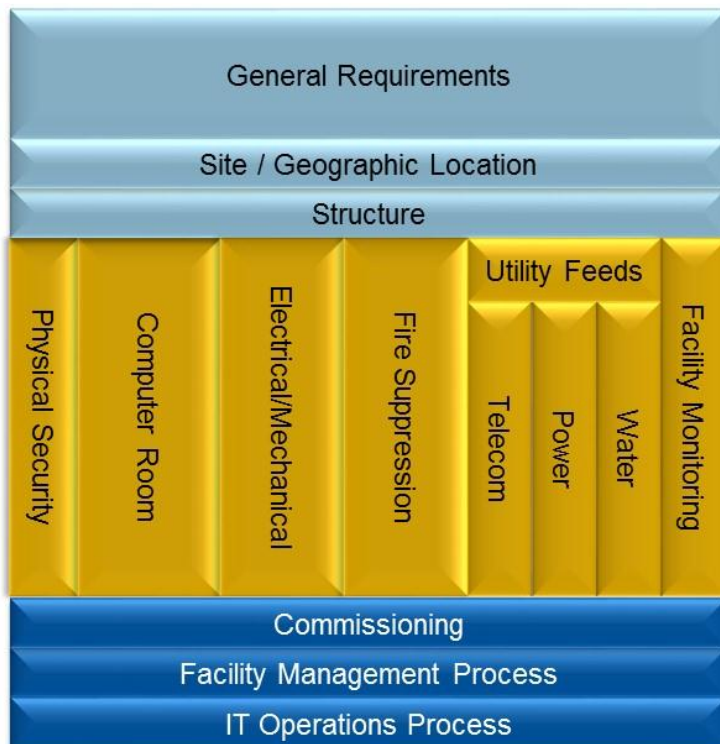 General Requirements
Site / Geographic Location
Structure
Physical Security
Computer Room
Electrical/Mechanical
Fire Suppression
Utility Feeds
Telecom
Power
Water
Facility Monitoring
Commissioning
Facility Management Process
IT Operations Process